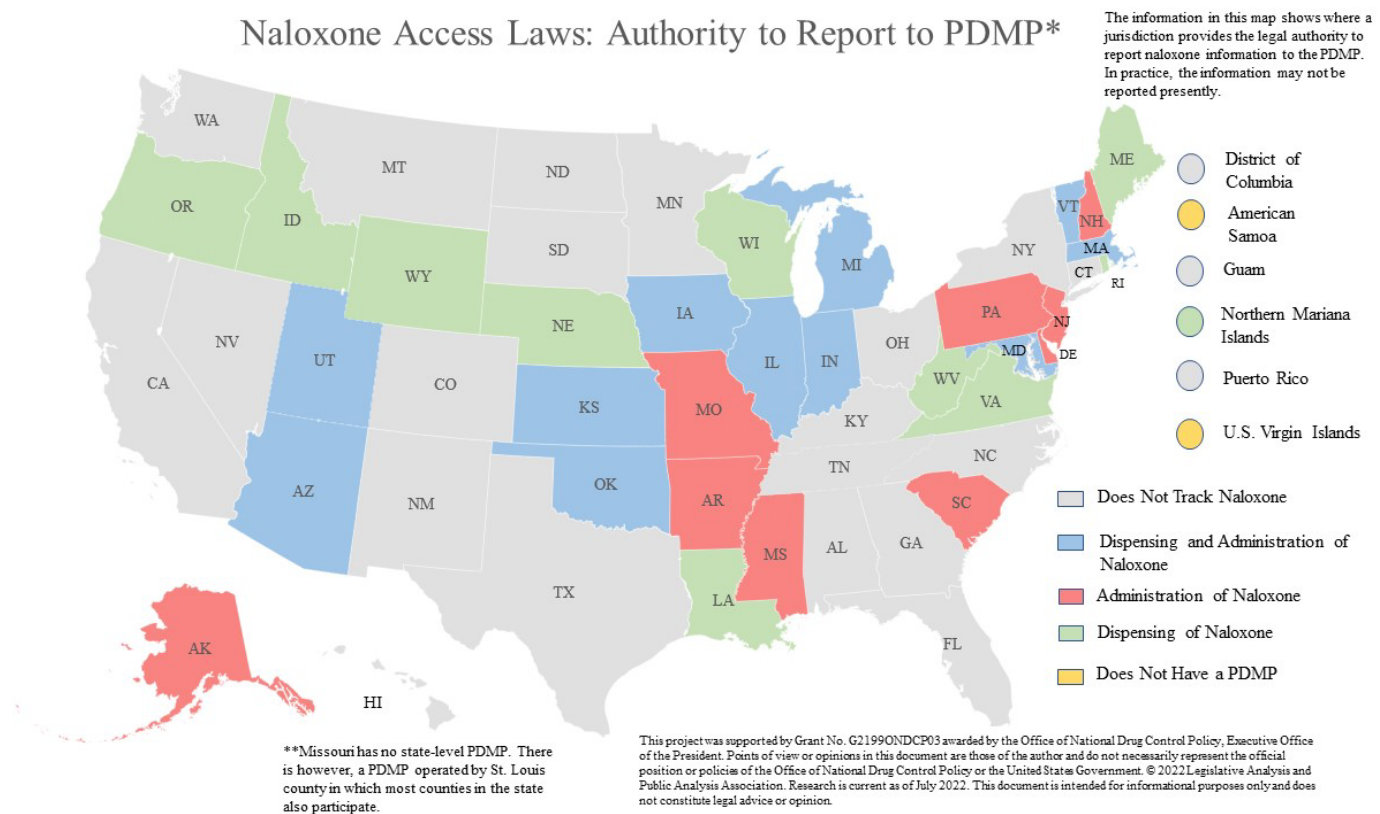 Naloxone Access Laws: Authority to Report to PDMP*
The information in this map shows where a
jurisdiction provides the legal authority to
report naloxone information to the PDMP.
In practice, the information may not be
reported presently.
WA
MT
ND
MN
OR
ID
WY
SD
WI
MI
NY
VT
NH
ME
MA
CT
RI
NV
UT
CO
NE
IA
IL
IN
OH
PA
NJ
MD
DE
WV
VA
CA
KS
MO
KY
AZ
NM
OK
AR
TN
NC
SC
TX
LA
MS
AL
GA
FL
AK
HI
District of
Columbia
American
Samoa
Guam
Northern Mariana
Islands
Puerto Rico
U.S. Virgin Islands
Does Not Track Naloxone
Dispensing and Administration of
Naloxone
Administration of Naloxone
Dispensing of Naloxone
Does Not Have a PDMP
**Missouri has no state-level PDMP. There
is however, a PDMP operated by St. Louis
county in which most counties in the state
also participate.
This project was supported by Grant No. G2199ONDCP03 awarded by the Office of National Drug Control Policy, Executive Office
of the President. Points of view or opinions in this document are those of the author and do not necessarily represent the official
position or policies of the Office of National Drug Control Policy or the United States Government. © 2022 Legislative Analysis and
Public Analysis Association. Research is current as of July 2022. This document is intended for informational purposes only and does
not constitute legal advice or opinion.